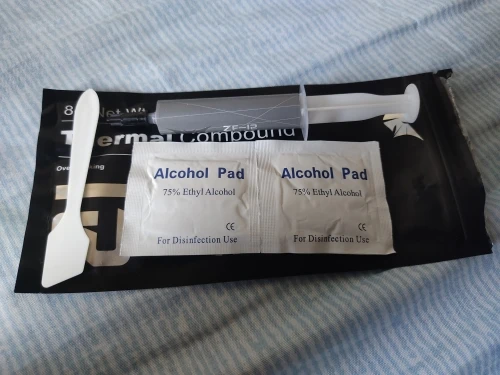 Net
Thermal Compound
ZF-12
Alcohol Pad
75% Ethyl Alcohol
CE
For Disinfection Use
Alcohol Pad
75% Ethyl Alcohol
CE
For Disinfection Use